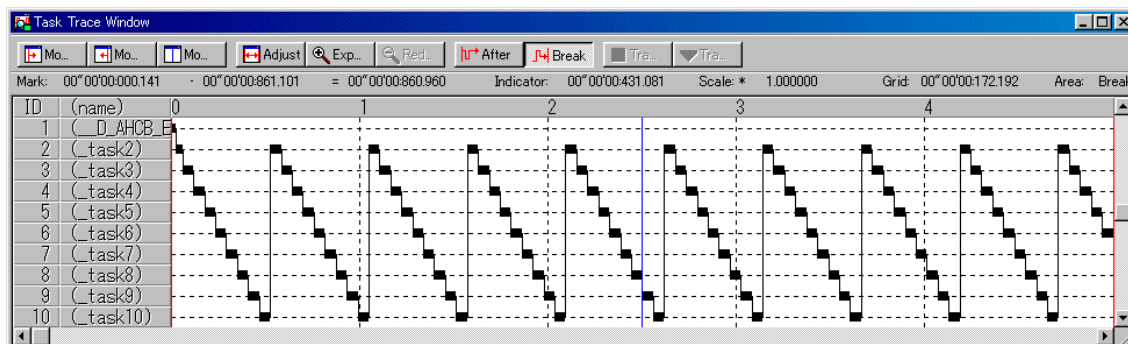 Task Trace Window
Mo... Mo... Mo... Adjust Exp... Red... After Break Tra... Tra...
Mark: 00"00'00:000.141 - 00"00'00:861.101 = 00"00'00:860.960 Indicator: 00"00'00:431.081 Scale: * 1.000000 Grid: 00"00'00:172.192 Area: Break
ID (name) 0 1 2 3 4
1 (__D_AHCB_E
2 (_task2)
3 (_task3)
4 (_task4)
5 (_task5)
6 (_task6)
7 (_task7)
8 (_task8)
9 (_task9)
10 (_task10)